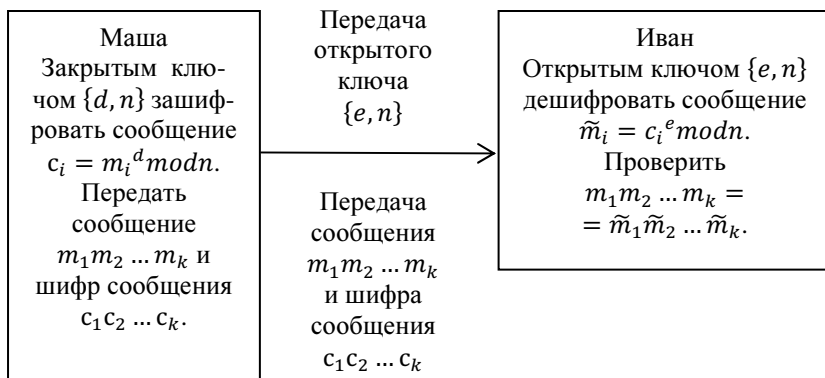 Маша
Закрытым ключом {d, n} зашиф-
ровать сообщение
c_i = m_i^d mod n.
Передать
сообщение
m_1m_2 … m_k и
шифр сообщения
c_1c_2 … c_k.
Передача
открытого
ключа
{e, n}
Передача
сообщения
m_1m_2 … m_k
и шифра
сообщения
c_1c_2 … c_k
Иван
Открытым ключом {e, n}
дешифровать сообщение
m̃_i = c_i^e mod n.
Проверить
m_1m_2 … m_k =
= m̃_1m̃_2 … m̃_k.